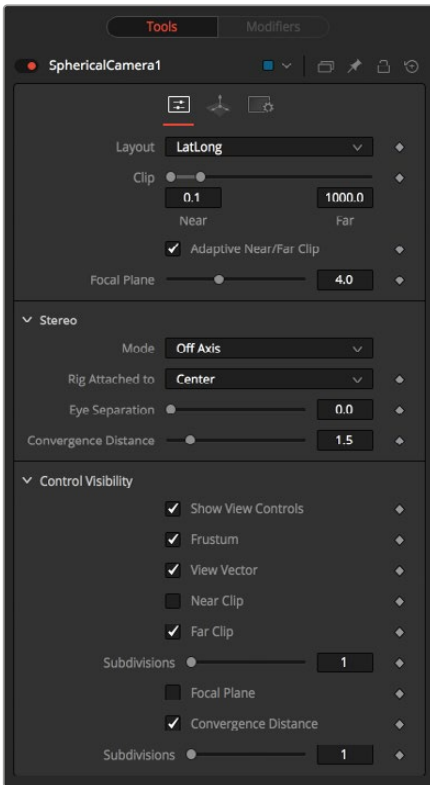 Tools Modifiers
SphericalCamera1
Layout LatLong
Clip
0.1 1000.0
Near Far
Adaptive Near/Far Clip
Focal Plane 4.0
Stereo
Mode Off Axis
Rig Attached to Center
Eye Separation 0.0
Convergence Distance 1.5
Control Visibility
Show View Controls
Frustum
View Vector
Near Clip
Far Clip
Subdivisions 1
Focal Plane
Convergence Distance
Subdivisions 1